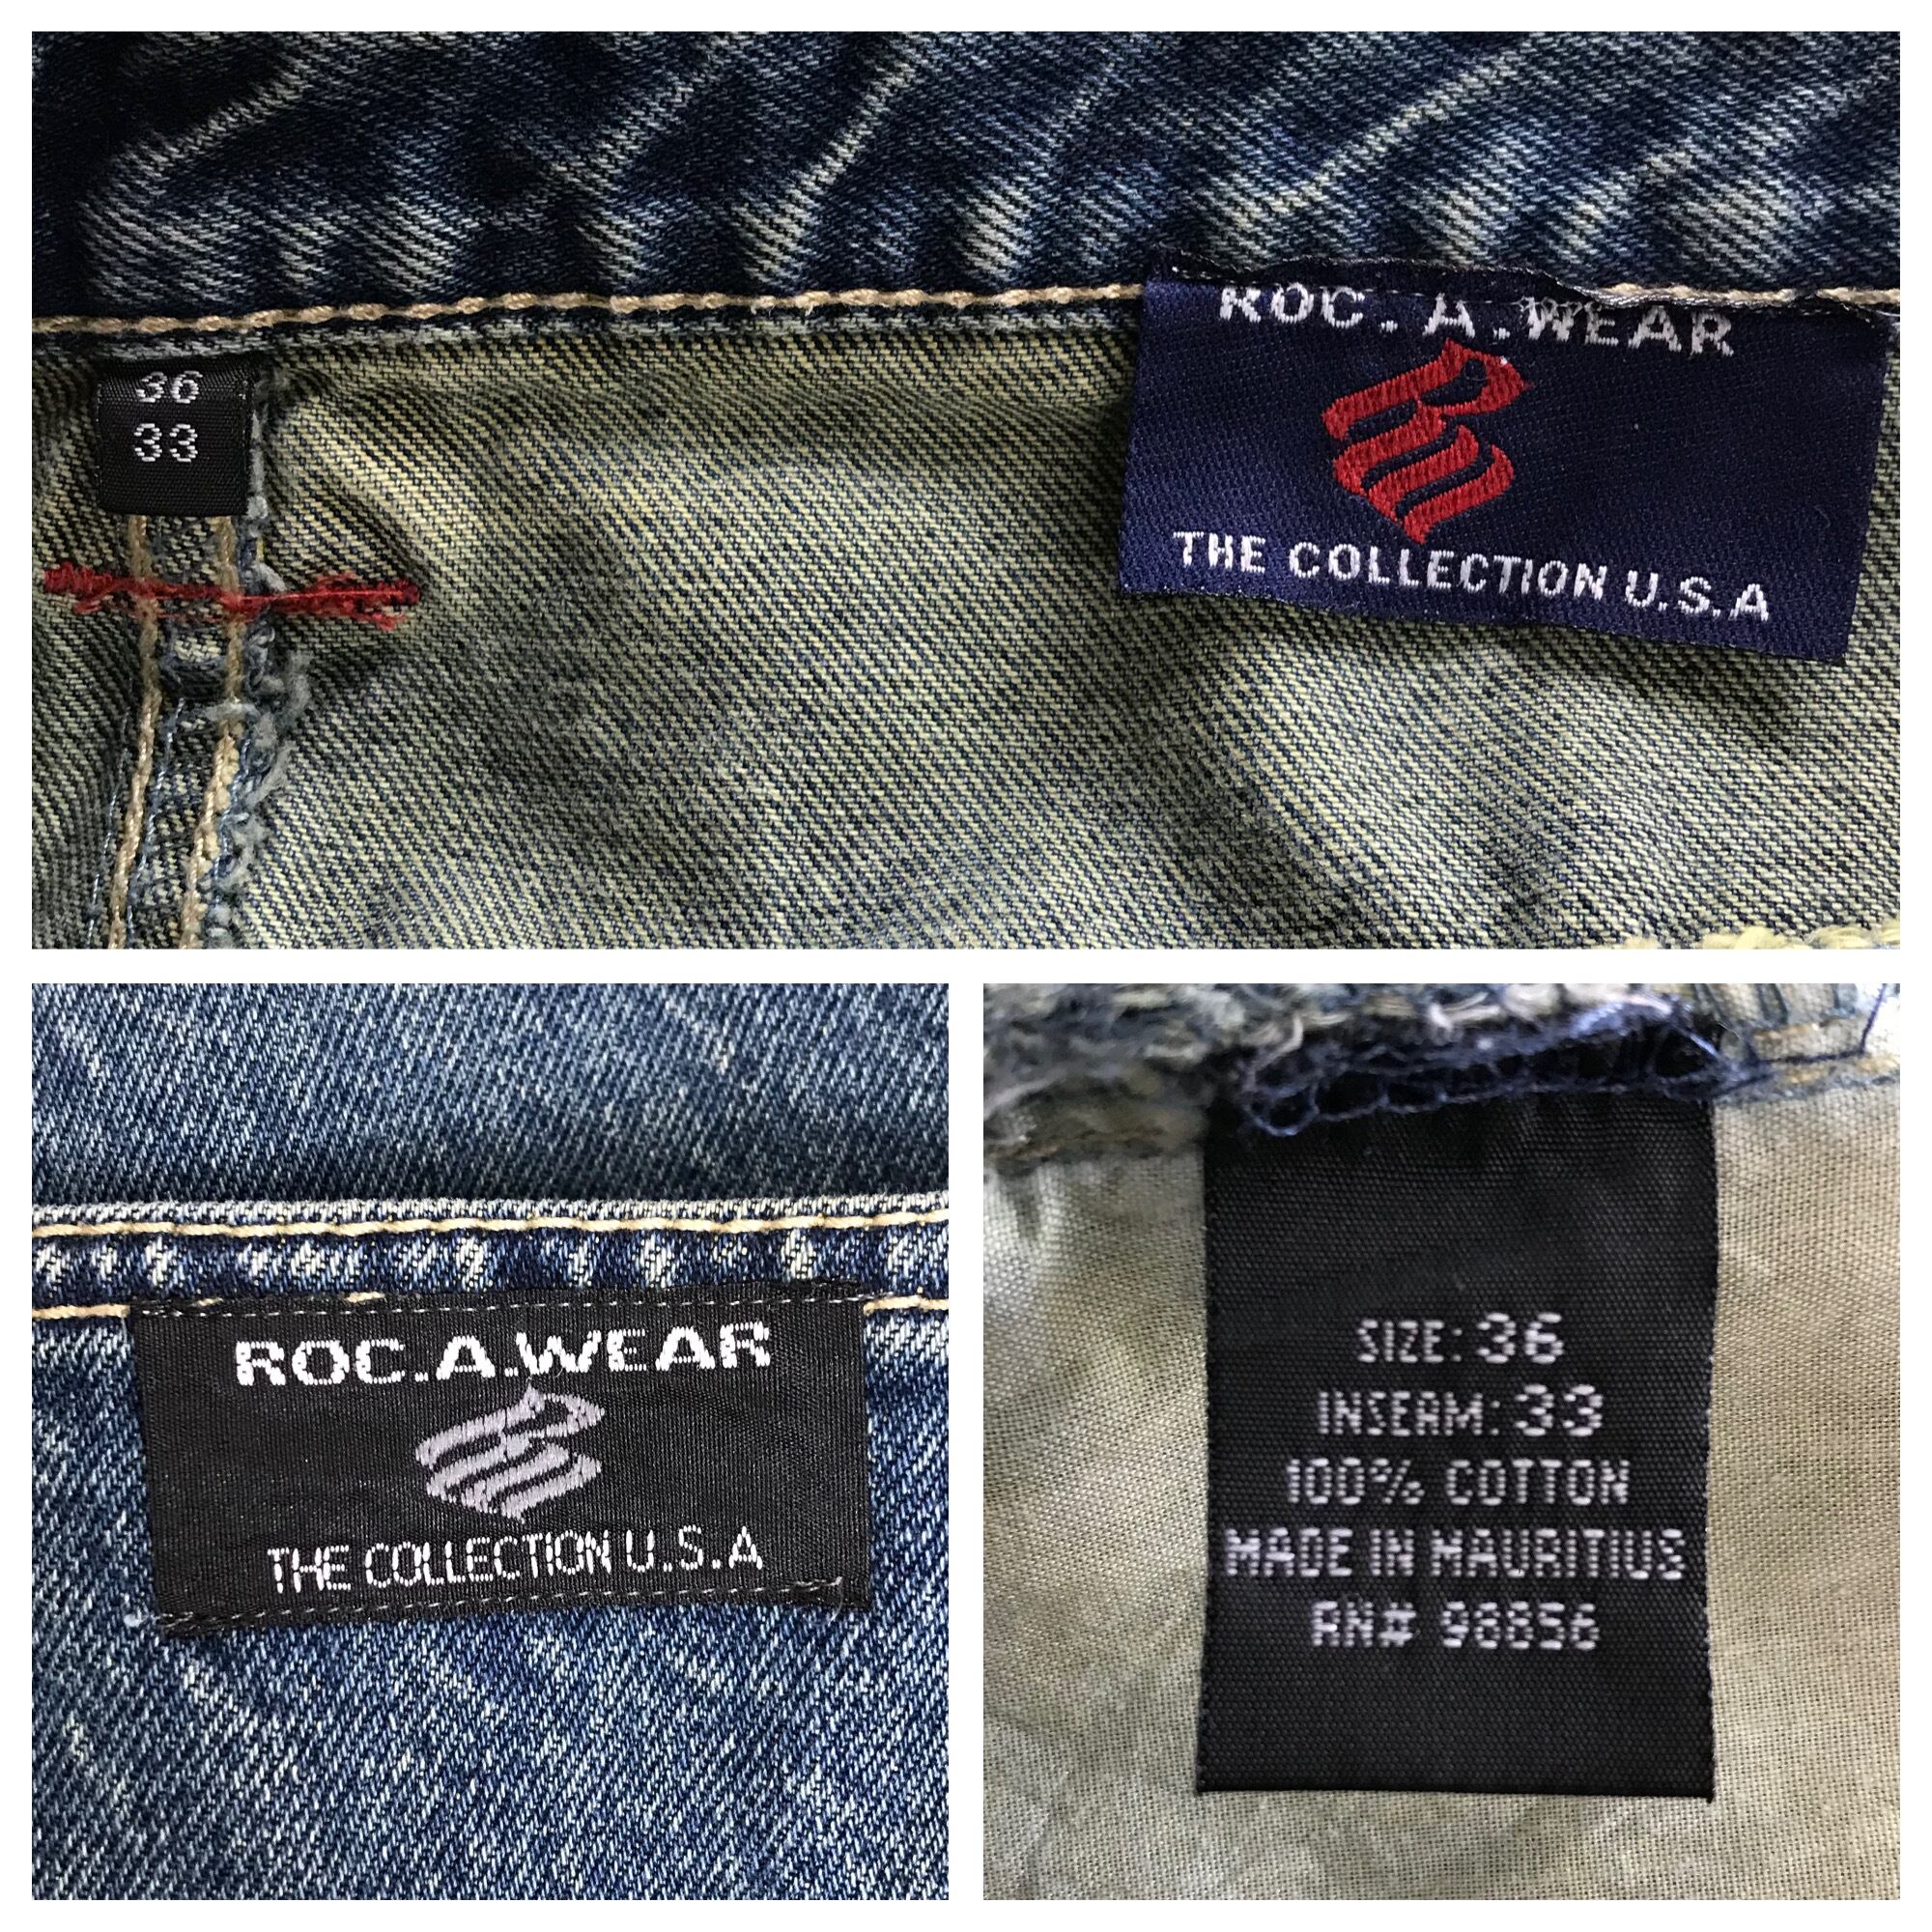 36
33
ROC.A.WEAR
THE COLLECTION U.S.A
ROC.A.WEAR
THE COLLECTION U.S.A
SIZE: 36
INSEAM: 33
100% COTTON
MADE IN MAURITIUS
RN# 98856